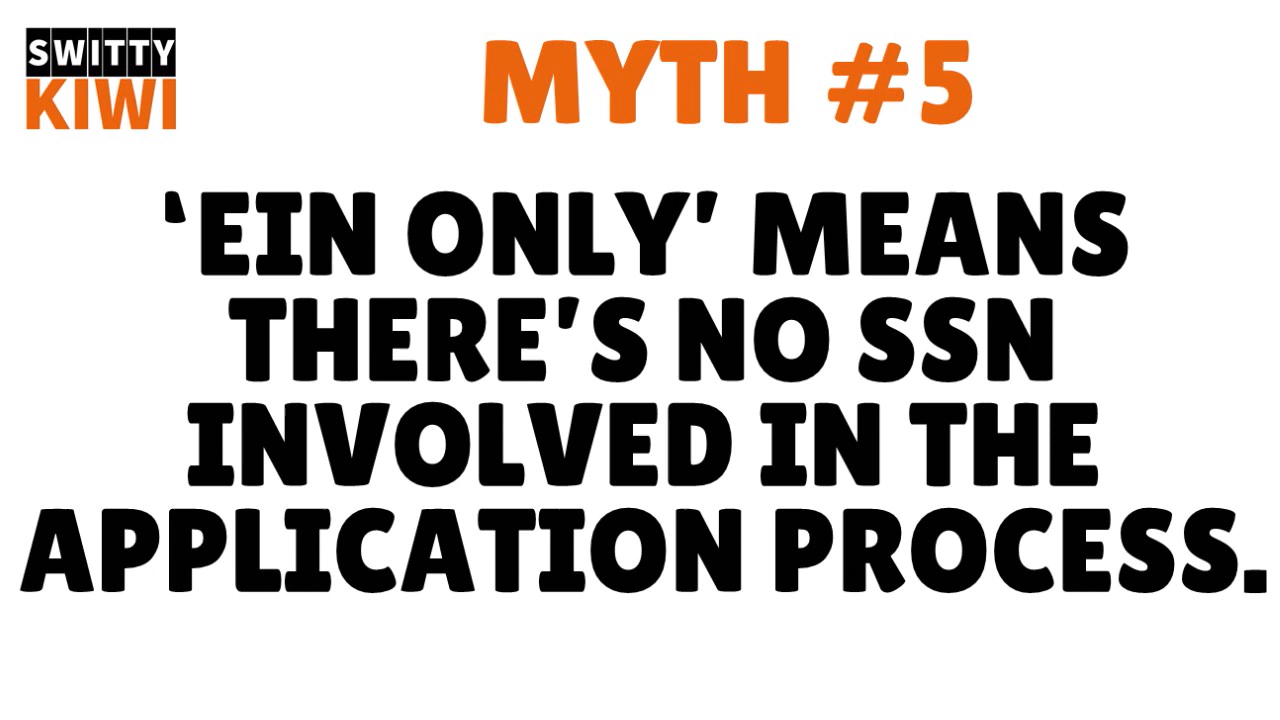 SWITTY
KIWI
MYTH #5
‘EIN ONLY’ MEANS
THERE’S NO SSN
INVOLVED IN THE
APPLICATION PROCESS.